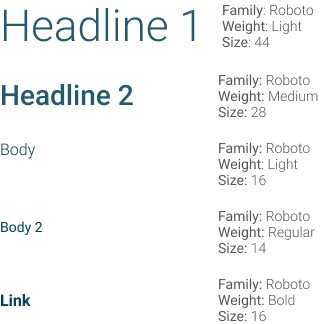 Headline 1
Family: Roboto
Weight: Light
Size: 44
Headline 2
Family: Roboto
Weight: Medium
Size: 28
Body
Family: Roboto
Weight: Light
Size: 16
Body 2
Family: Roboto
Weight: Regular
Size: 14
Link
Family: Roboto
Weight: Bold
Size: 16